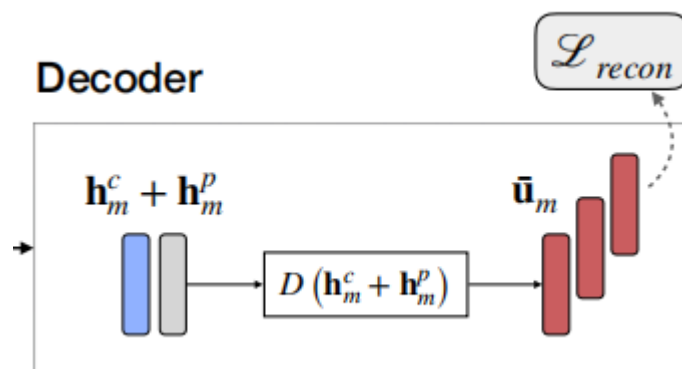 ℒ_recon
Decoder
𝐡_m^c + 𝐡_m^p
𝐮̄_m
D (𝐡_m^c + 𝐡_m^p)